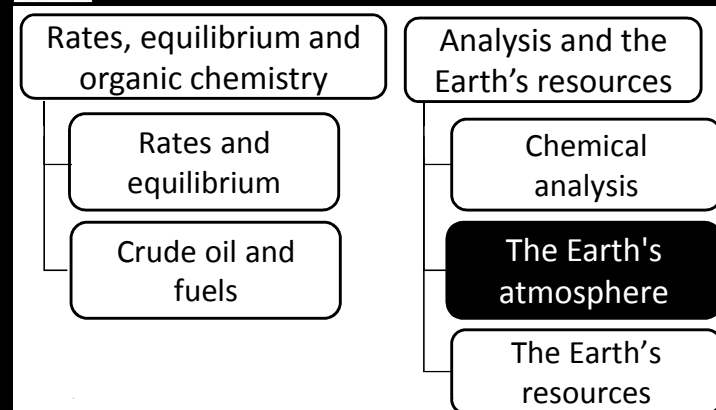 Rates, equilibrium and
organic chemistry
Rates and
equilibrium
Crude oil and
fuels
Analysis and the
Earth’s resources
Chemical
analysis
The Earth's
atmosphere
The Earth’s
resources